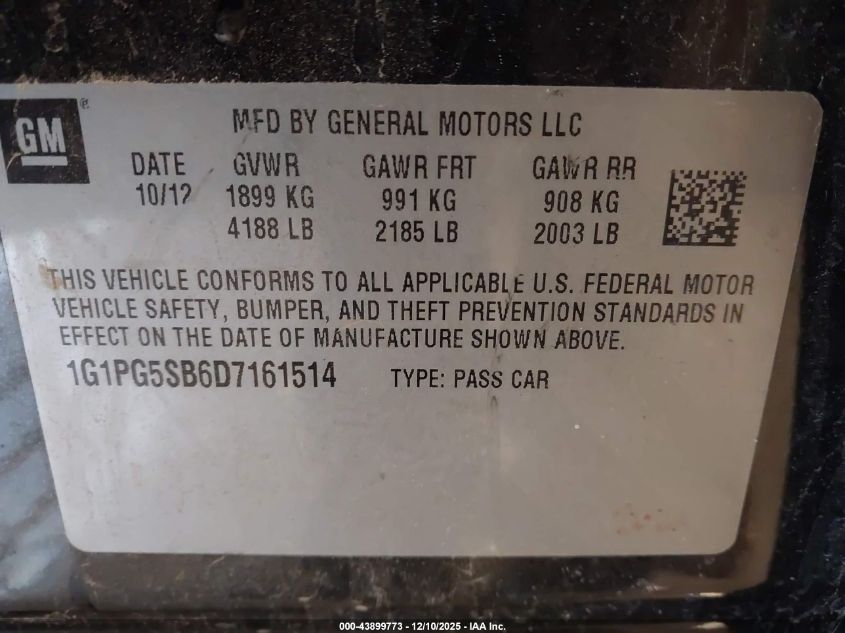 GM®
MFD BY GENERAL MOTORS LLC
DATE GVWR GAWR FRT GAWR RR
10/12 1899 KG 991 KG 908 KG
4188 LB 2185 LB 2003 LB
THIS VEHICLE CONFORMS TO ALL APPLICABLE U.S. FEDERAL MOTOR
VEHICLE SAFETY, BUMPER, AND THEFT PREVENTION STANDARDS IN
EFFECT ON THE DATE OF MANUFACTURE SHOWN ABOVE.
1G1PG5SB6D7161514 TYPE: PASS CAR
000-43899773 - 12/10/2025 - IAA Inc.